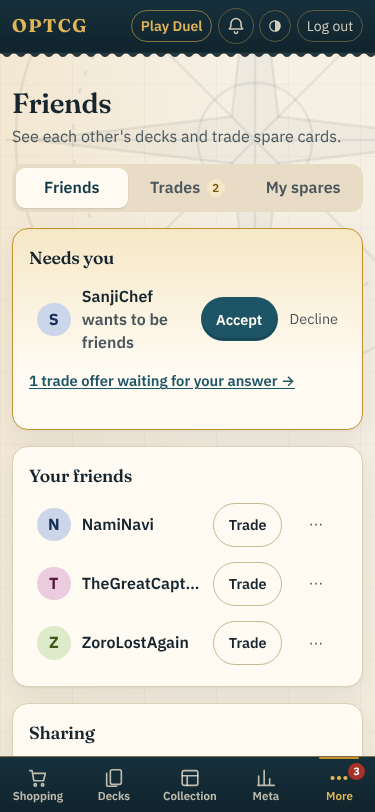 OPTCG Play Duel Log out
Friends
See each other's decks and trade spare cards.
Friends Trades 2 My spares
Needs you
S SanjiChef wants to be friends Accept Decline
1 trade offer waiting for your answer →
Your friends
N NamiNavi Trade ...
T TheGreatCapt... Trade ...
Z ZoroLostAgain Trade ...
Sharing
3
Shopping Decks Collection Meta More